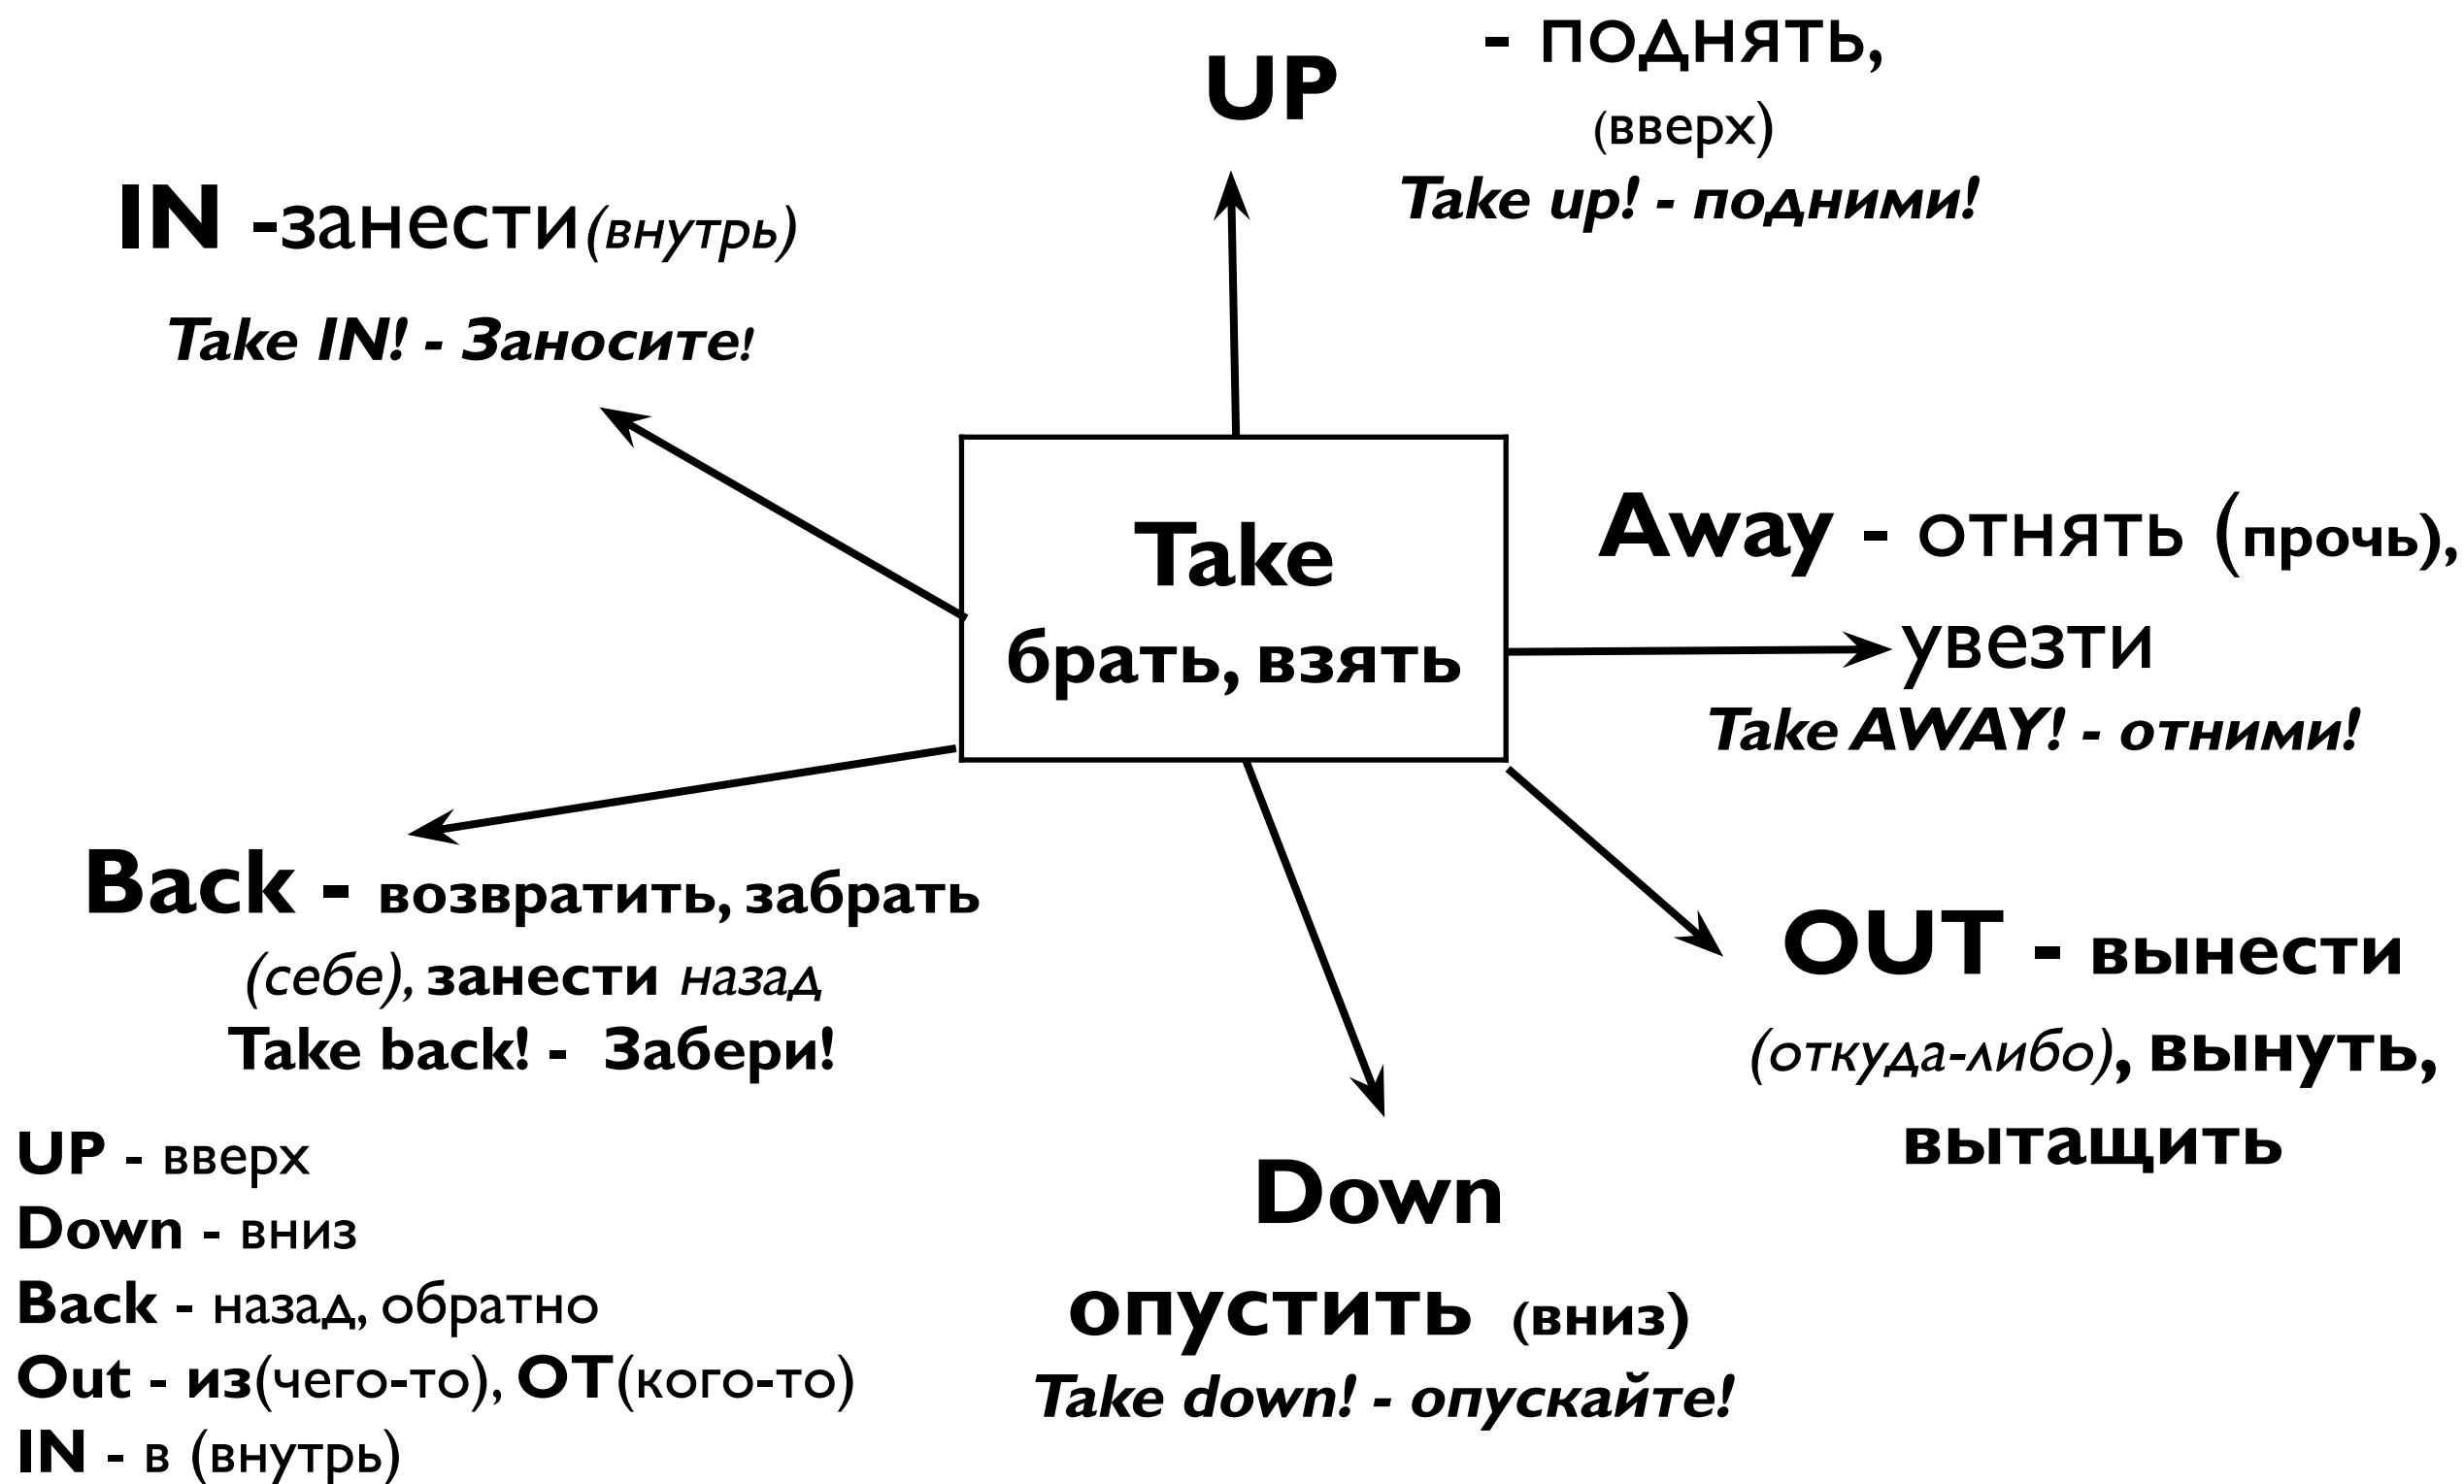 UP - поднять,
(вверх)
Take up! - подними!
IN -занести(внутрь)
Take IN! - Заносите!
Take
брать, взять
Away - отнять (прочь),
увезти
Take AWAY! - отними!
Back - возвратить, забрать
(себе), занести назад
Take back! - Забери!
OUT - вынести
(откуда-либо), вынуть,
вытащить
Down
опустить (вниз)
Take down! - опускайте!
UP - вверх
Down - вниз
Back - назад, обратно
Out - из(чего-то), ОТ(кого-то)
IN - в (внутрь)